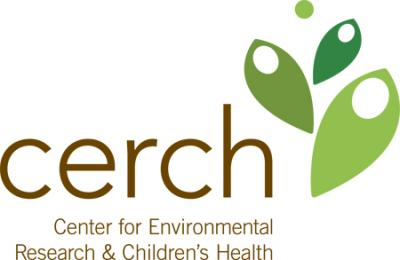 cerch
Center for Environmental
Research & Children's Health